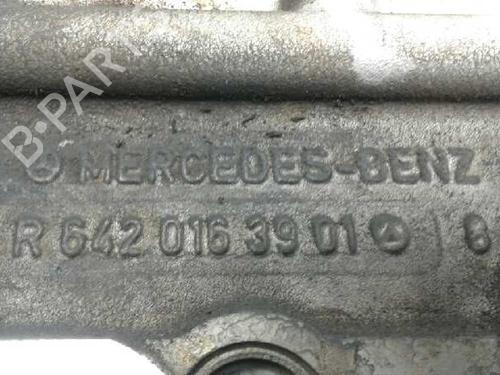 B-PARTS
MERCEDES-BENZ
R 642 016 39 01 8